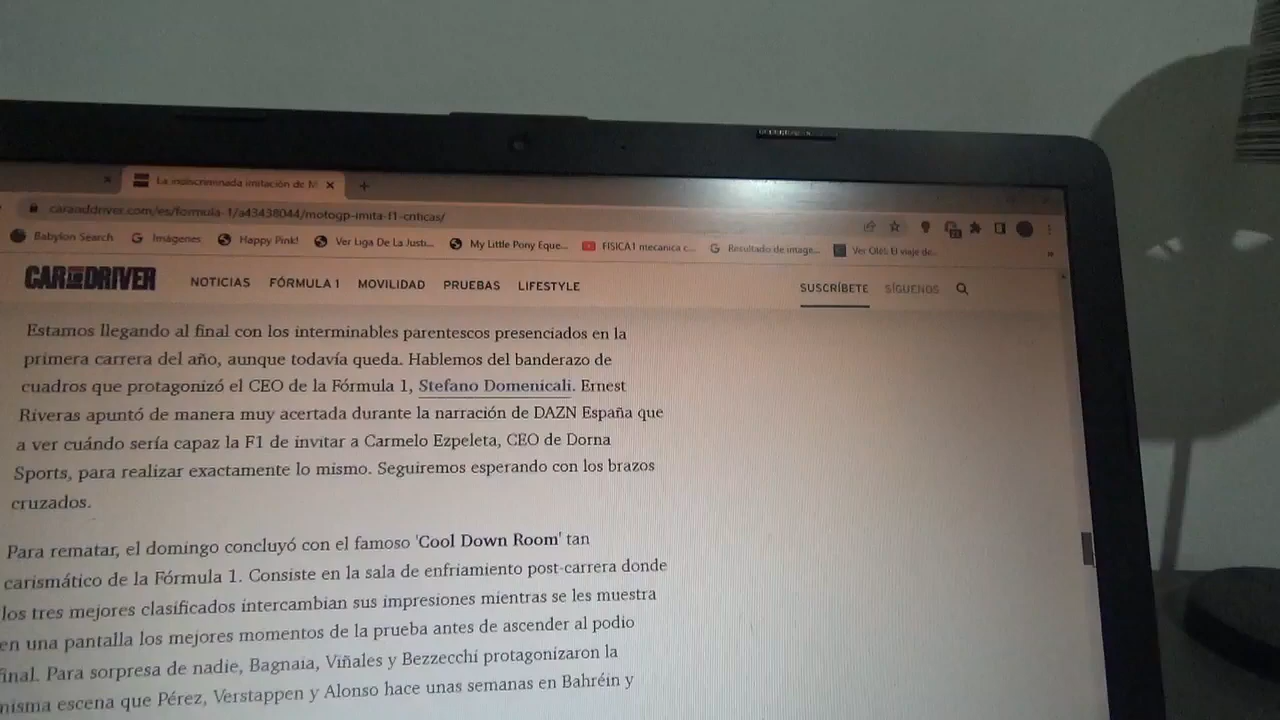 La indiscriminada imitación de M
caranddriver.com/es/formula-1/a43438044/motogp-imita-f1-criticas/
Babylon Search Imágenes Happy Pink! Ver Liga De La Justi... My Little Pony Eque... FISICA1 mecanica c... Resultado de image... Ver Olé!: El viaje de...
CAR AND DRIVER NOTICIAS FÓRMULA 1 MOVILIDAD PRUEBAS LIFESTYLE SUSCRÍBETE SÍGUENOS
Estamos llegando al final con los interminables parentescos presenciados en la
primera carrera del año, aunque todavía queda. Hablemos del banderazo de
cuadros que protagonizó el CEO de la Fórmula 1, Stefano Domenicali. Ernest
Riveras apuntó de manera muy acertada durante la narración de DAZN España que
a ver cuándo sería capaz la F1 de invitar a Carmelo Ezpeleta, CEO de Dorna
Sports, para realizar exactamente lo mismo. Seguiremos esperando con los brazos
cruzados.
Para rematar, el domingo concluyó con el famoso 'Cool Down Room' tan
carismático de la Fórmula 1. Consiste en la sala de enfriamiento post-carrera donde
los tres mejores clasificados intercambian sus impresiones mientras se les muestra
en una pantalla los mejores momentos de la prueba antes de ascender al podio
final. Para sorpresa de nadie, Bagnaia, Viñales y Bezzecchi protagonizaron la
misma escena que Pérez, Verstappen y Alonso hace unas semanas en Bahréin y